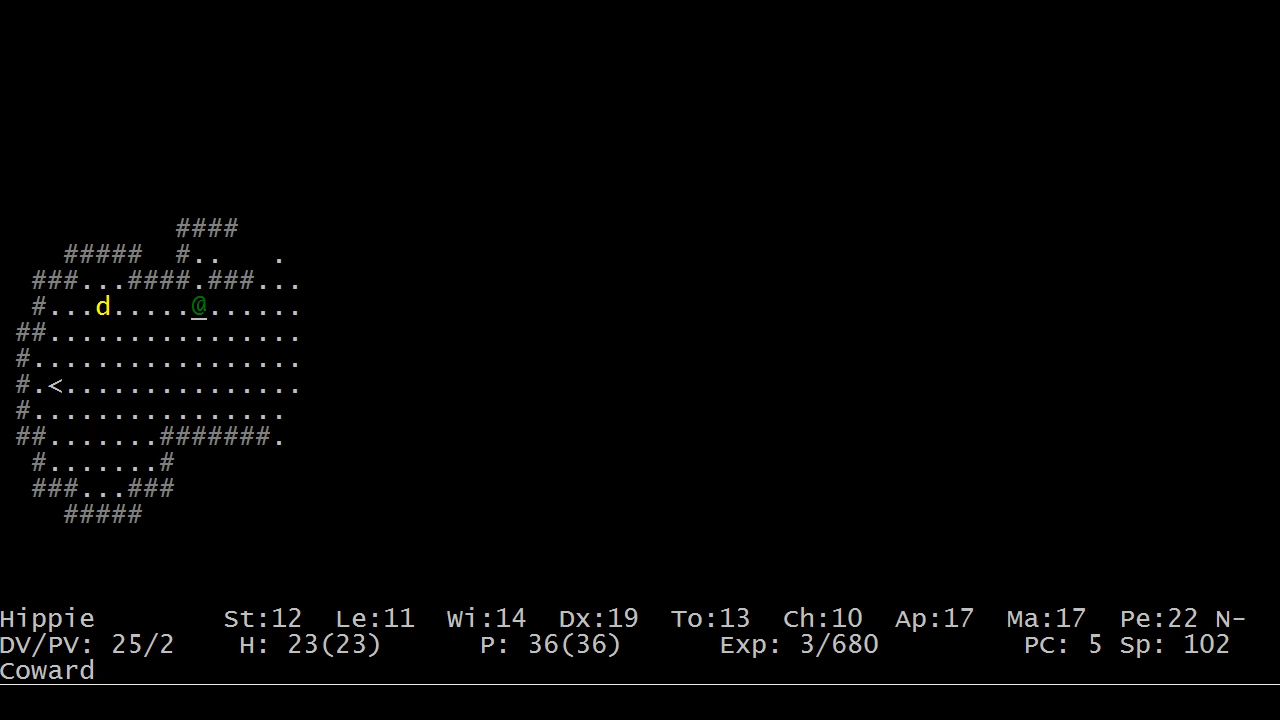 ####
    #####  #..   .
  ###...####.###...
  #...d.....@......
 ##................
 #.................
 #.<...............
 #................
 ##.......#######.
  #.......#
  ###...###
    #####
Hippie        St:12  Le:11  Wi:14  Dx:19  To:13  Ch:10  Ap:17  Ma:17  Pe:22 N-
DV/PV: 25/2    H: 23(23)      P: 36(36)      Exp: 3/680         PC: 5 Sp: 102
Coward